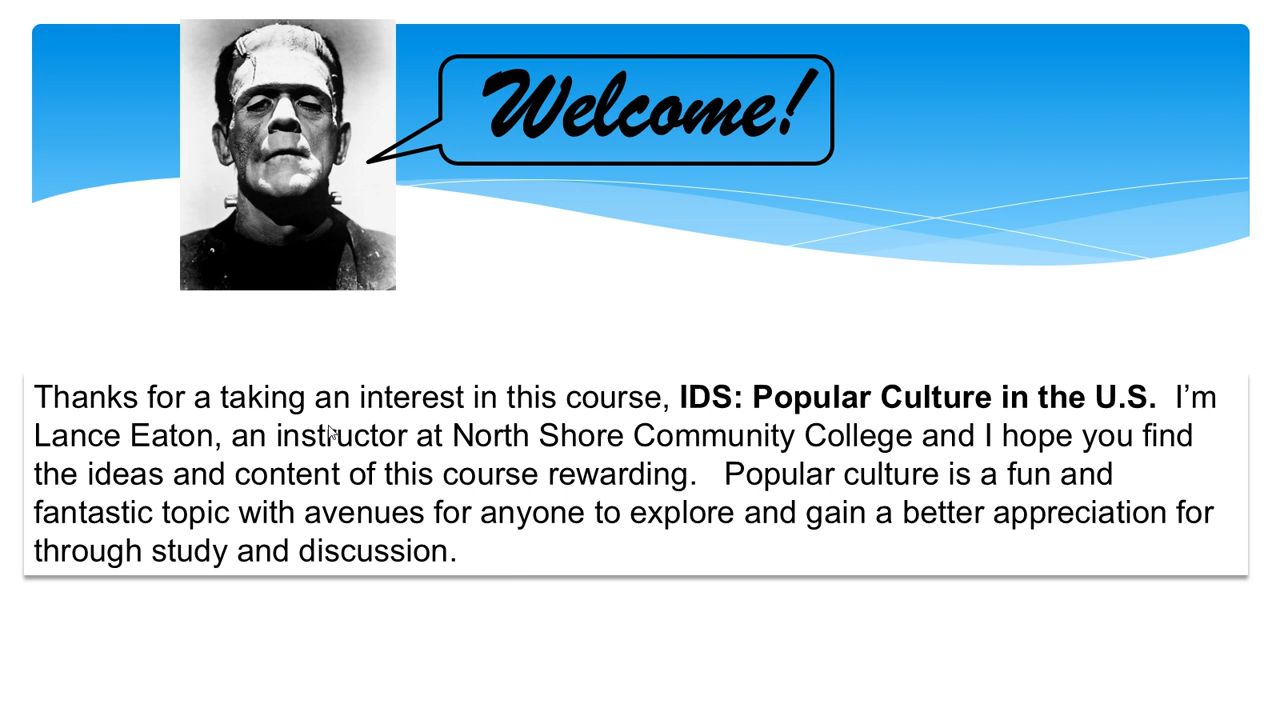 Welcome!
Thanks for a taking an interest in this course, IDS: Popular Culture in the U.S.  I’m
Lance Eaton, an instructor at North Shore Community College and I hope you find
the ideas and content of this course rewarding.   Popular culture is a fun and
fantastic topic with avenues for anyone to explore and gain a better appreciation for
through study and discussion.